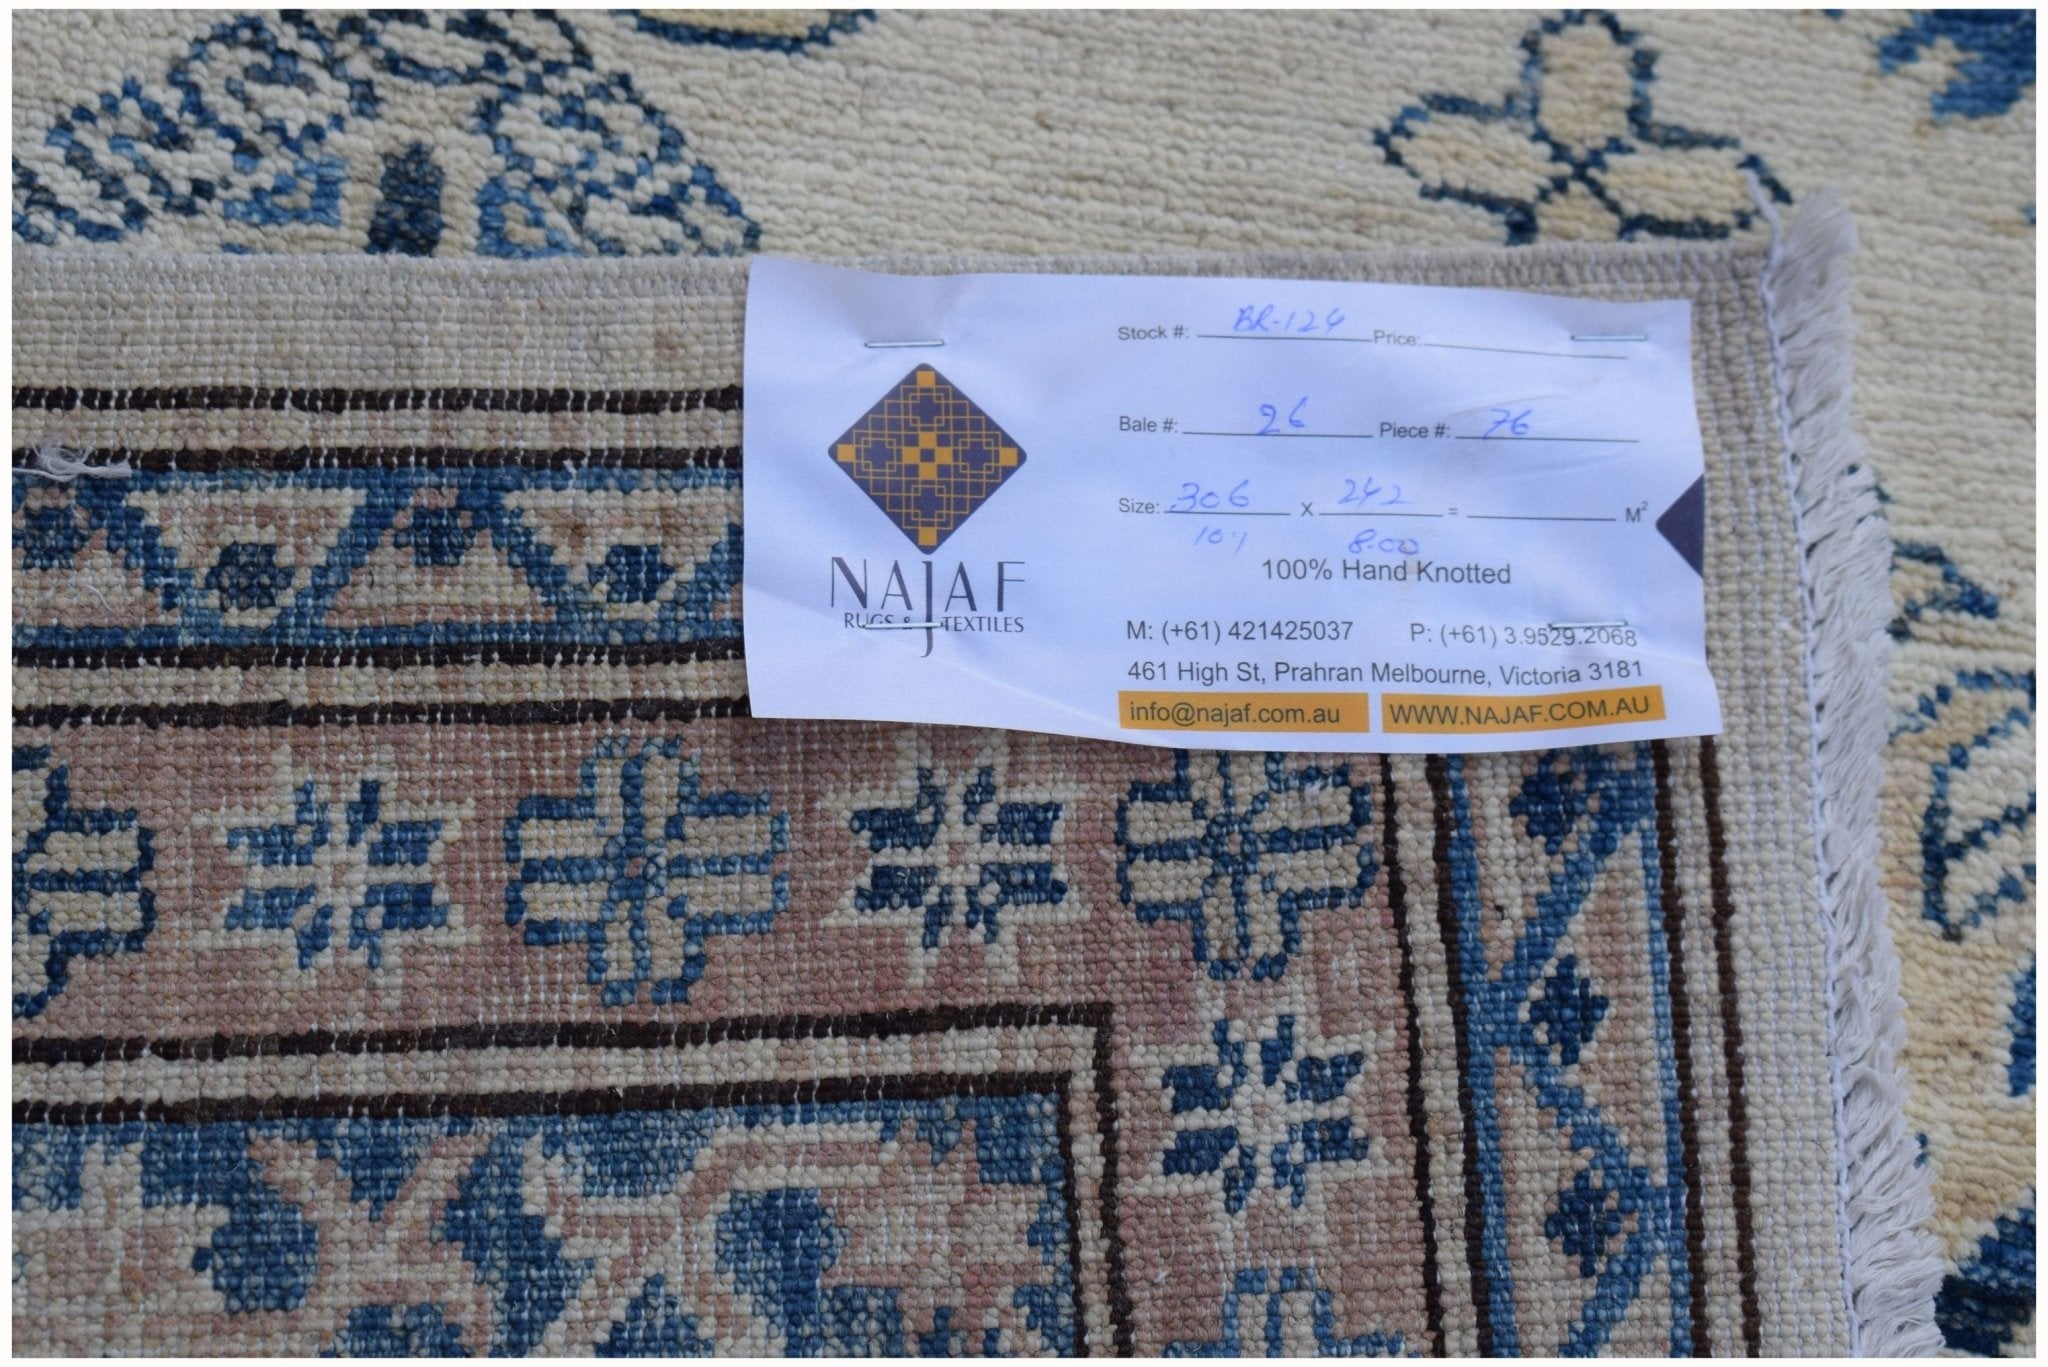 Stock #: BR-124 Price:
Bale #: 26 Piece #: 76
Size: 306 X 242 = M²
10'1 8.00
100% Hand Knotted
NAJAF
RUGS & TEXTILES
M: (+61) 421425037 P: (+61) 3.9529.2068
461 High St, Prahran Melbourne, Victoria 3181
info@najaf.com.au WWW.NAJAF.COM.AU